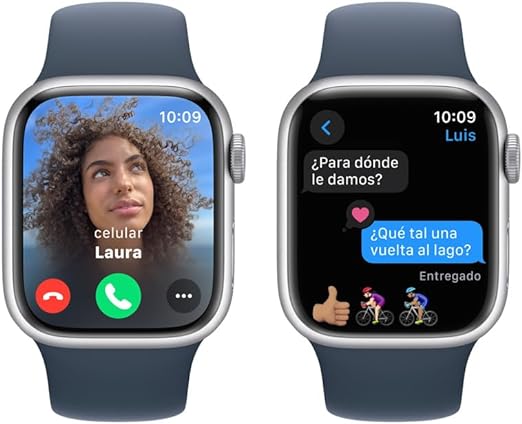 10:09
celular
Laura
10:09
Luis
¿Para dónde
le damos?
¿Qué tal una
vuelta al lago?
Entregado